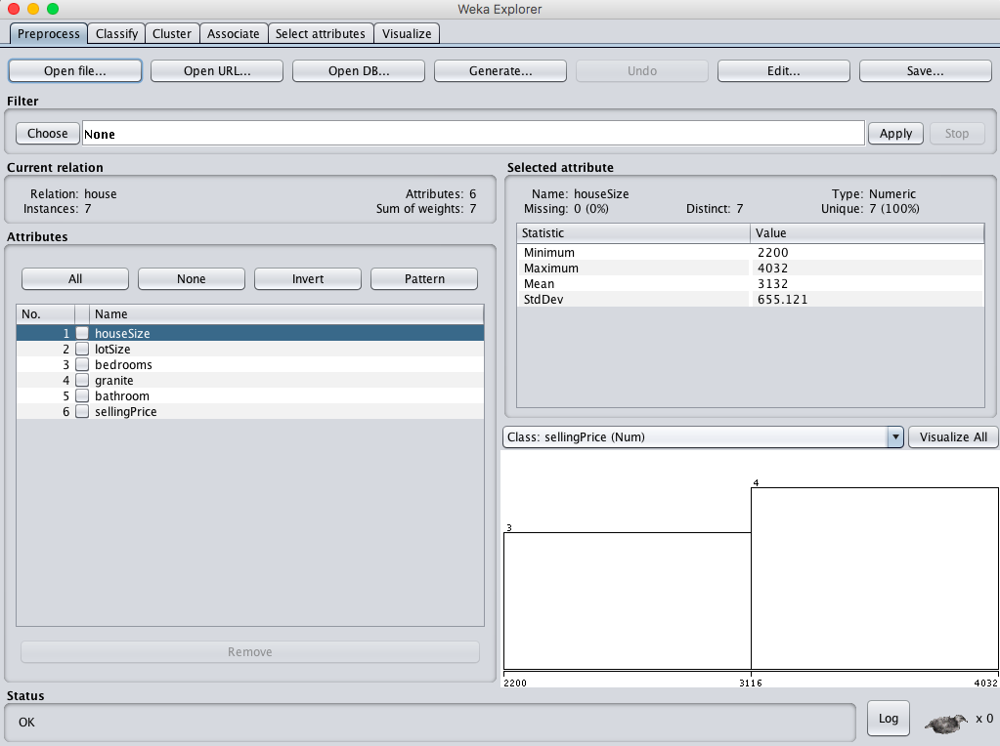 Weka Explorer
Preprocess Classify Cluster Associate Select attributes Visualize
Open file... Open URL... Open DB... Generate... Undo Edit... Save...
Filter
Choose None Apply Stop
Current relation
Relation: house Attributes: 6
Instances: 7 Sum of weights: 7
Attributes
All None Invert Pattern
No. Name
1 houseSize
2 lotSize
3 bedrooms
4 granite
5 bathroom
6 sellingPrice
Remove
Selected attribute
Name: houseSize Type: Numeric
Missing: 0 (0%) Distinct: 7 Unique: 7 (100%)
Statistic Value
Minimum 2200
Maximum 4032
Mean 3132
StdDev 655.121
Class: sellingPrice (Num) Visualize All
4
3
2200 3116 4032
Status
OK Log x 0